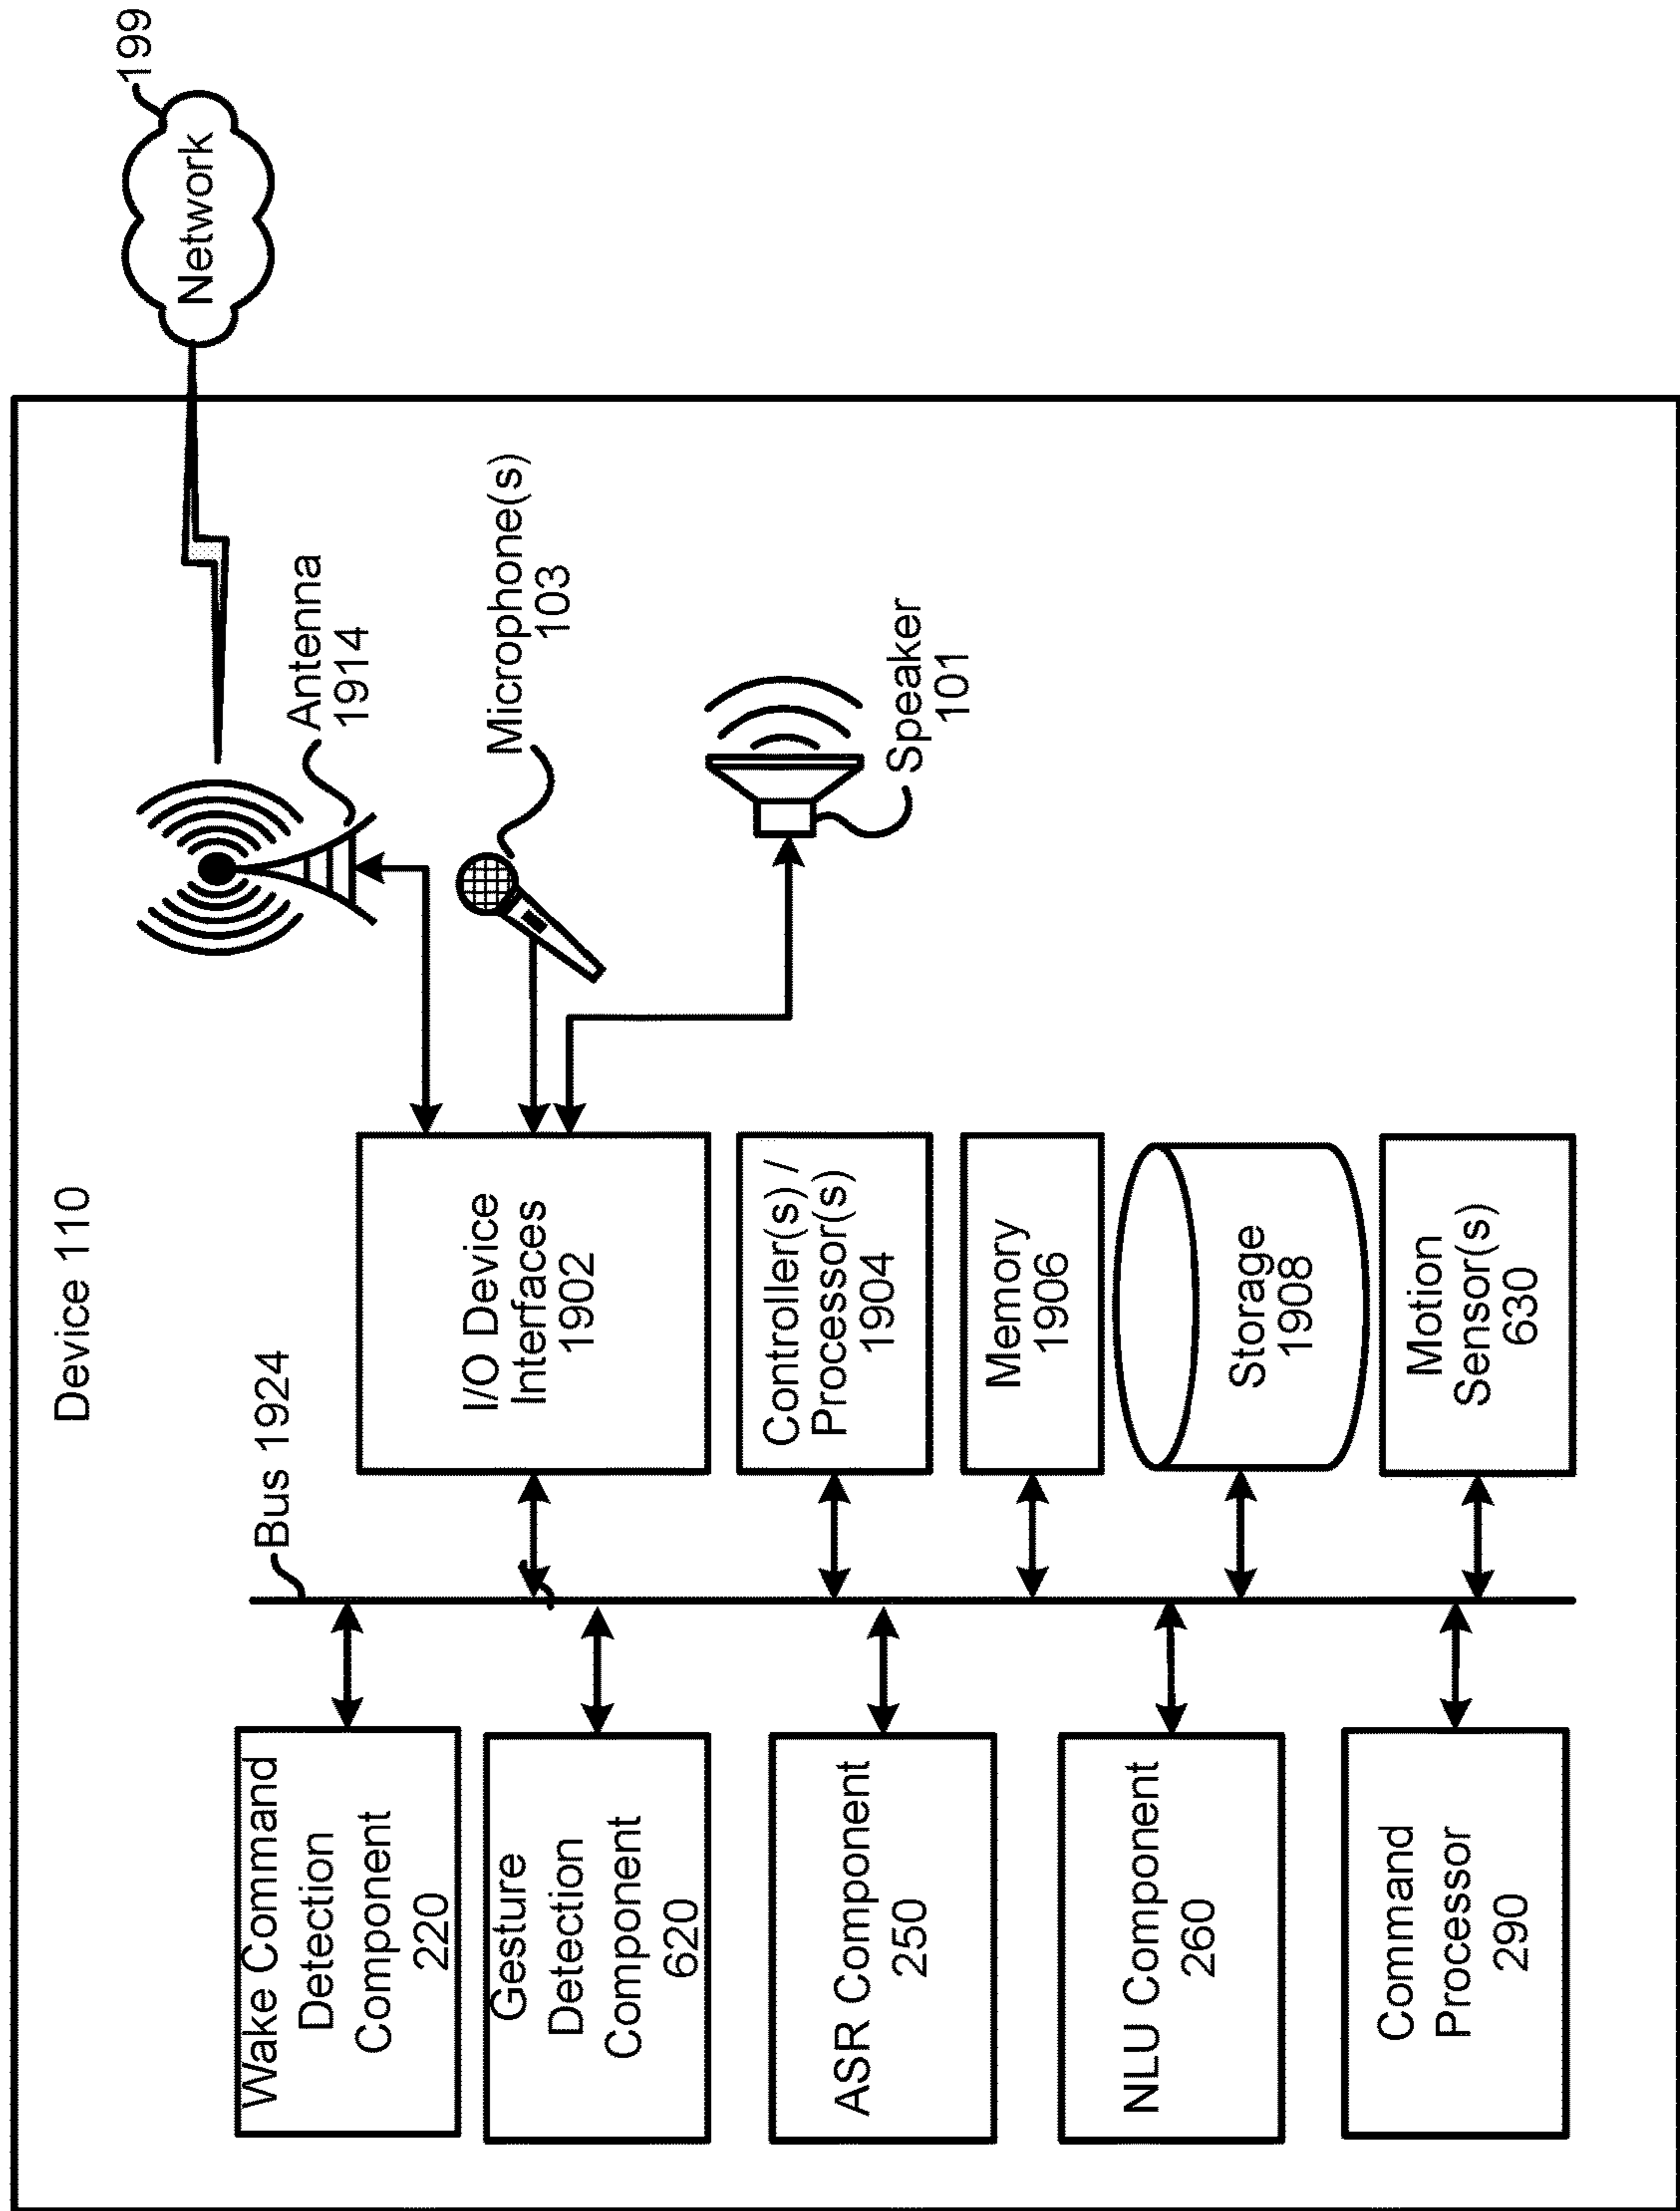 Device 110
199
Network
Bus 1924
Antenna
1914
Wake Command
Detection
Component
220
I/O Device
Interfaces
1902
Microphone(s)
103
Gesture
Detection
Component
620
Controller(s) /
Processor(s)
1904
Speaker
101
ASR Component
250
Memory
1906
NLU Component
260
Storage
1908
Command
Processor
290
Motion
Sensor(s)
630